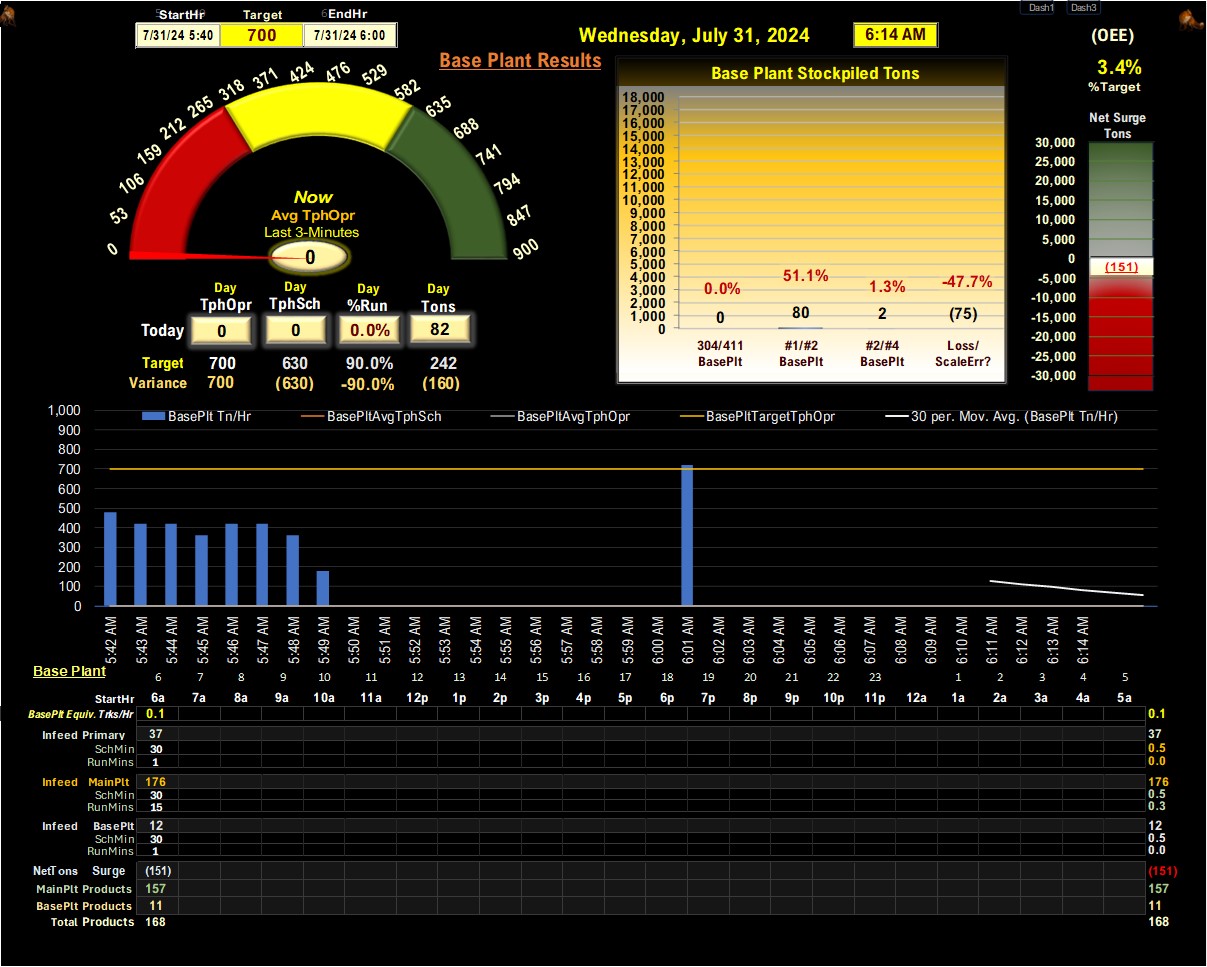 Dash1 Dash3
StartHr Target EndHr
7/31/24 5:40 700 7/31/24 6:00
Wednesday, July 31, 2024 6:14 AM
(OEE)
3.4%
%Target
Base Plant Results
0 53 106 159 212 265 318 371 424 476 529 582 635 688 741 794 847 900
Now
Avg TphOpr
Last 3-Minutes
0
Day Day Day Day
TphOpr TphSch %Run Tons
Today 0 0 0.0% 82
Target 700 630 90.0% 242
Variance 700 (630) -90.0% (160)
Base Plant Stockpiled Tons
18,000
17,000
16,000
15,000
14,000
13,000
12,000
11,000
10,000
9,000
8,000
7,000
6,000
5,000
4,000
3,000
2,000
1,000
0
0.0% 51.1% 1.3% -47.7%
0 80 2 (75)
304/411 #1/#2 #2/#4 Loss/
BasePlt BasePlt BasePlt ScaleErr?
Net Surge
Tons
30,000
25,000
20,000
15,000
10,000
5,000
0
(151)
-5,000
-10,000
-15,000
-20,000
-25,000
-30,000
BasePlt Tn/Hr BasePltAvgTphSch BasePltAvgTphOpr BasePltTargetTphOpr 30 per. Mov. Avg. (BasePlt Tn/Hr)
1,000
900
800
700
600
500
400
300
200
100
0
5:42 AM 5:43 AM 5:44 AM 5:45 AM 5:46 AM 5:47 AM 5:48 AM 5:49 AM 5:50 AM 5:51 AM 5:52 AM 5:53 AM 5:54 AM 5:55 AM 5:56 AM 5:57 AM 5:58 AM 5:59 AM 6:00 AM 6:01 AM 6:02 AM 6:03 AM 6:04 AM 6:05 AM 6:06 AM 6:07 AM 6:08 AM 6:09 AM 6:10 AM 6:11 AM 6:12 AM 6:13 AM 6:14 AM
Base Plant
6 7 8 9 10 11 12 13 14 15 16 17 18 19 20 21 22 23 1 2 3 4 5
StartHr 6a 7a 8a 9a 10a 11a 12p 1p 2p 3p 4p 5p 6p 7p 8p 9p 10p 11p 12a 1a 2a 3a 4a 5a
BasePlt Equiv. Trks/Hr 0.1 0.1
Infeed Primary 37 37
SchMin 30 0.5
RunMins 1 0.0
Infeed MainPlt 176 176
SchMin 30 0.5
RunMins 15 0.3
Infeed BasePlt 12 12
SchMin 30 0.5
RunMins 1 0.0
NetTons Surge (151) (151)
MainPlt Products 157 157
BasePlt Products 11 11
Total Products 168 168